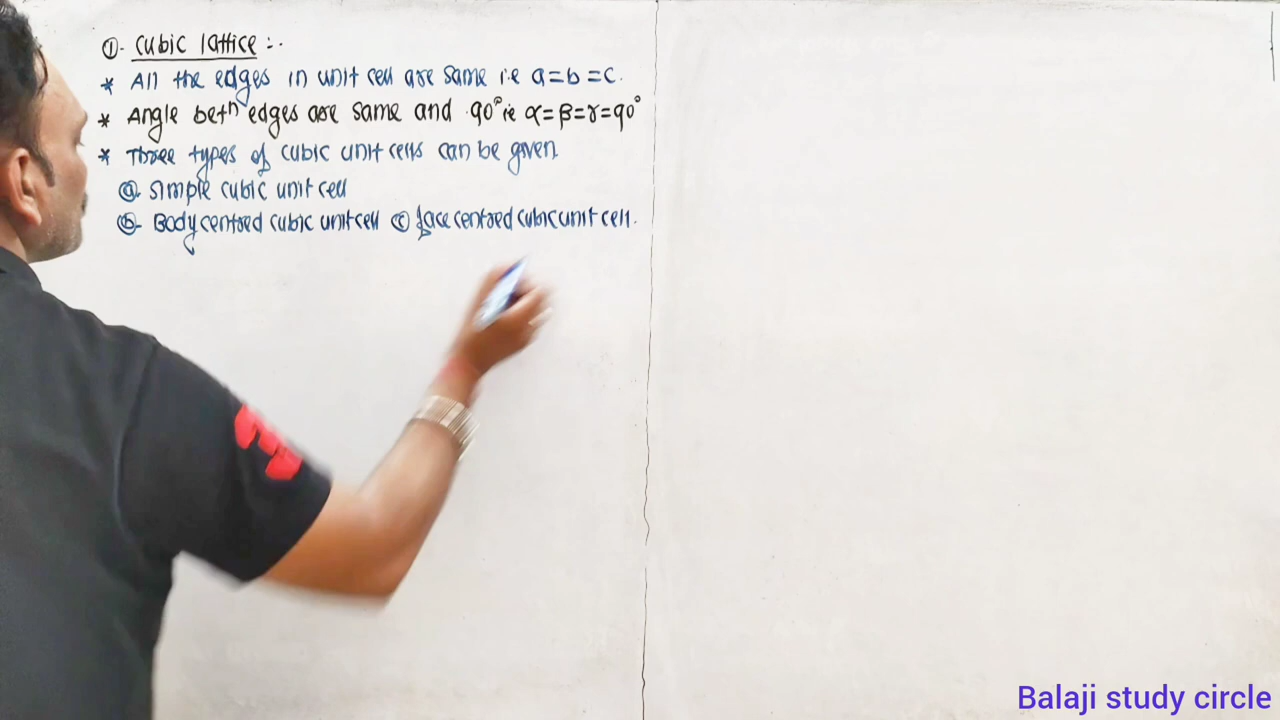 ①- Cubic lattice :-
* All the edges in unit cell are same i.e a=b=c.
* Angle betn edges are same and 90° ie α=β=γ=90°
* Three types of cubic unit cells can be given
ⓐ- Simple cubic unit cell
ⓑ- Body centred cubic unit cell ⓒ face centred cubic unit cell.
Balaji study circle